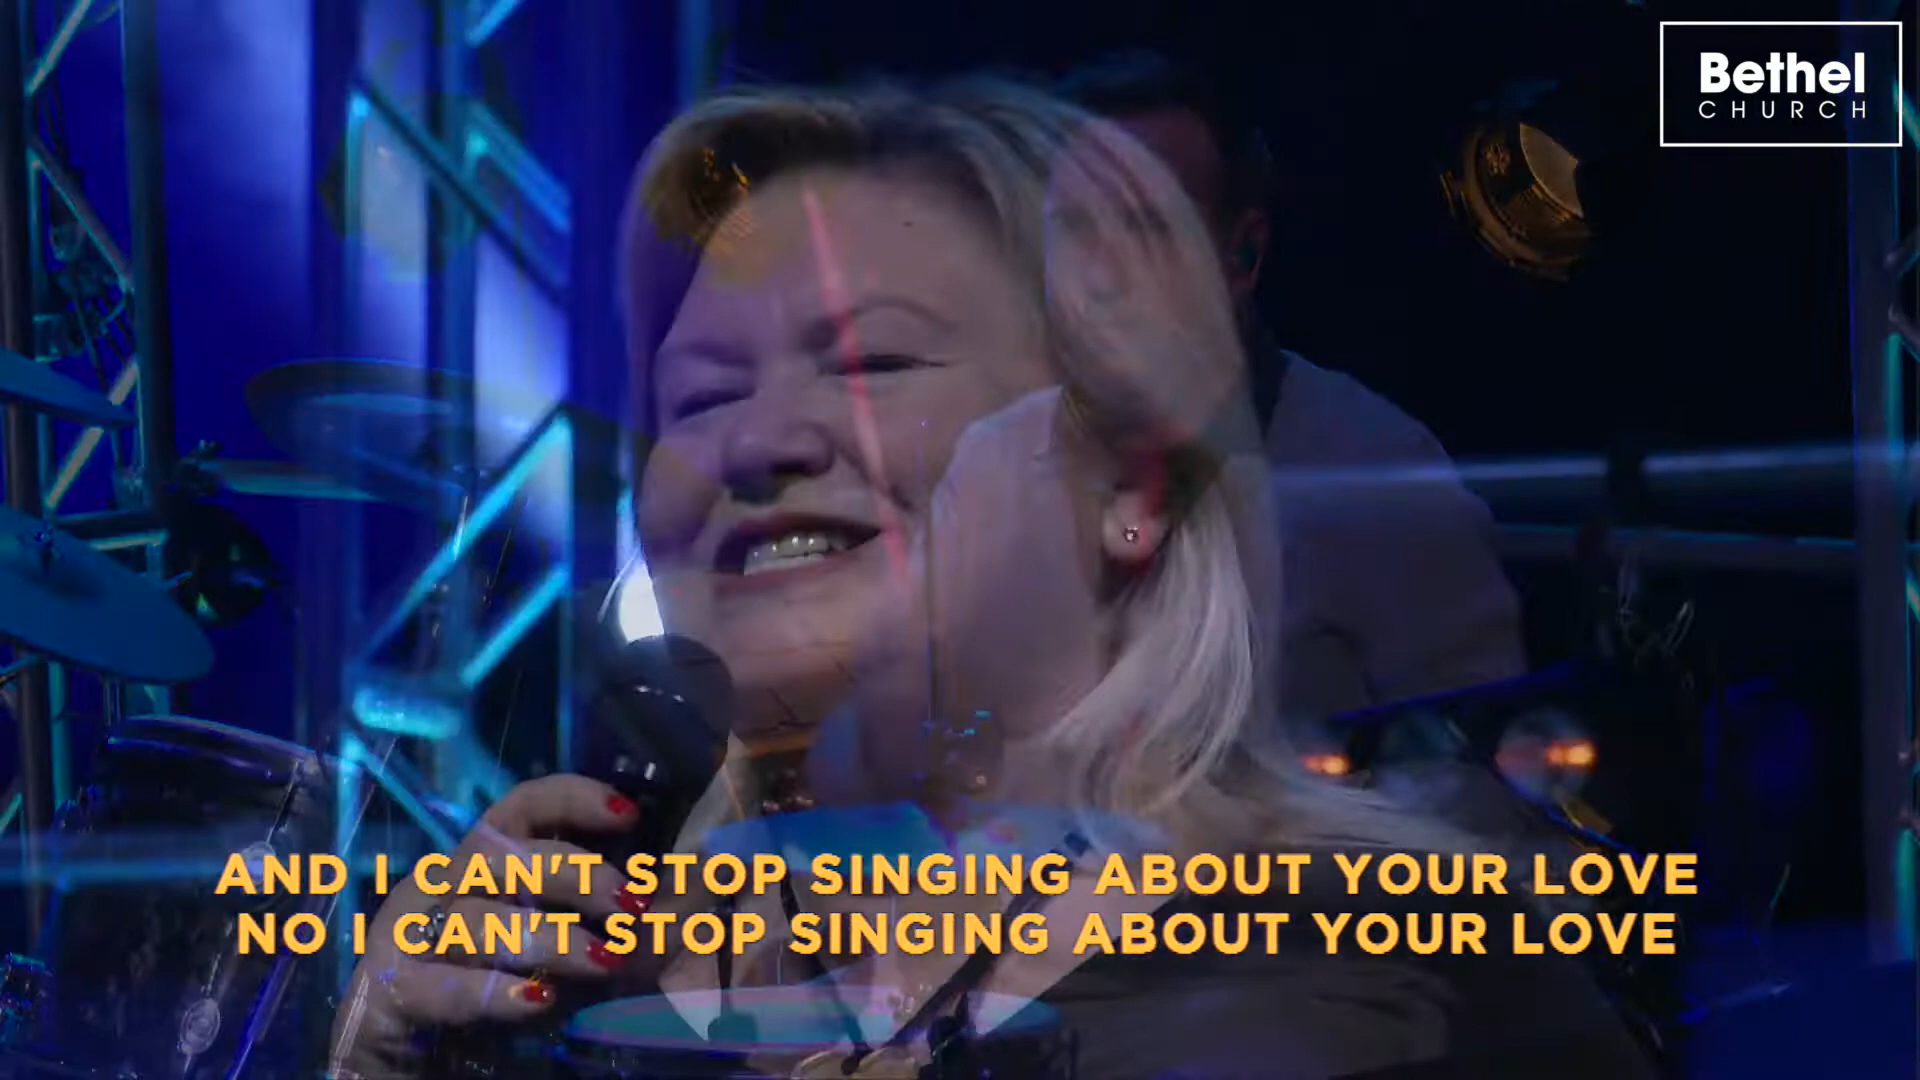 Bethel
CHURCH
AND I CAN'T STOP SINGING ABOUT YOUR LOVE
NO I CAN'T STOP SINGING ABOUT YOUR LOVE